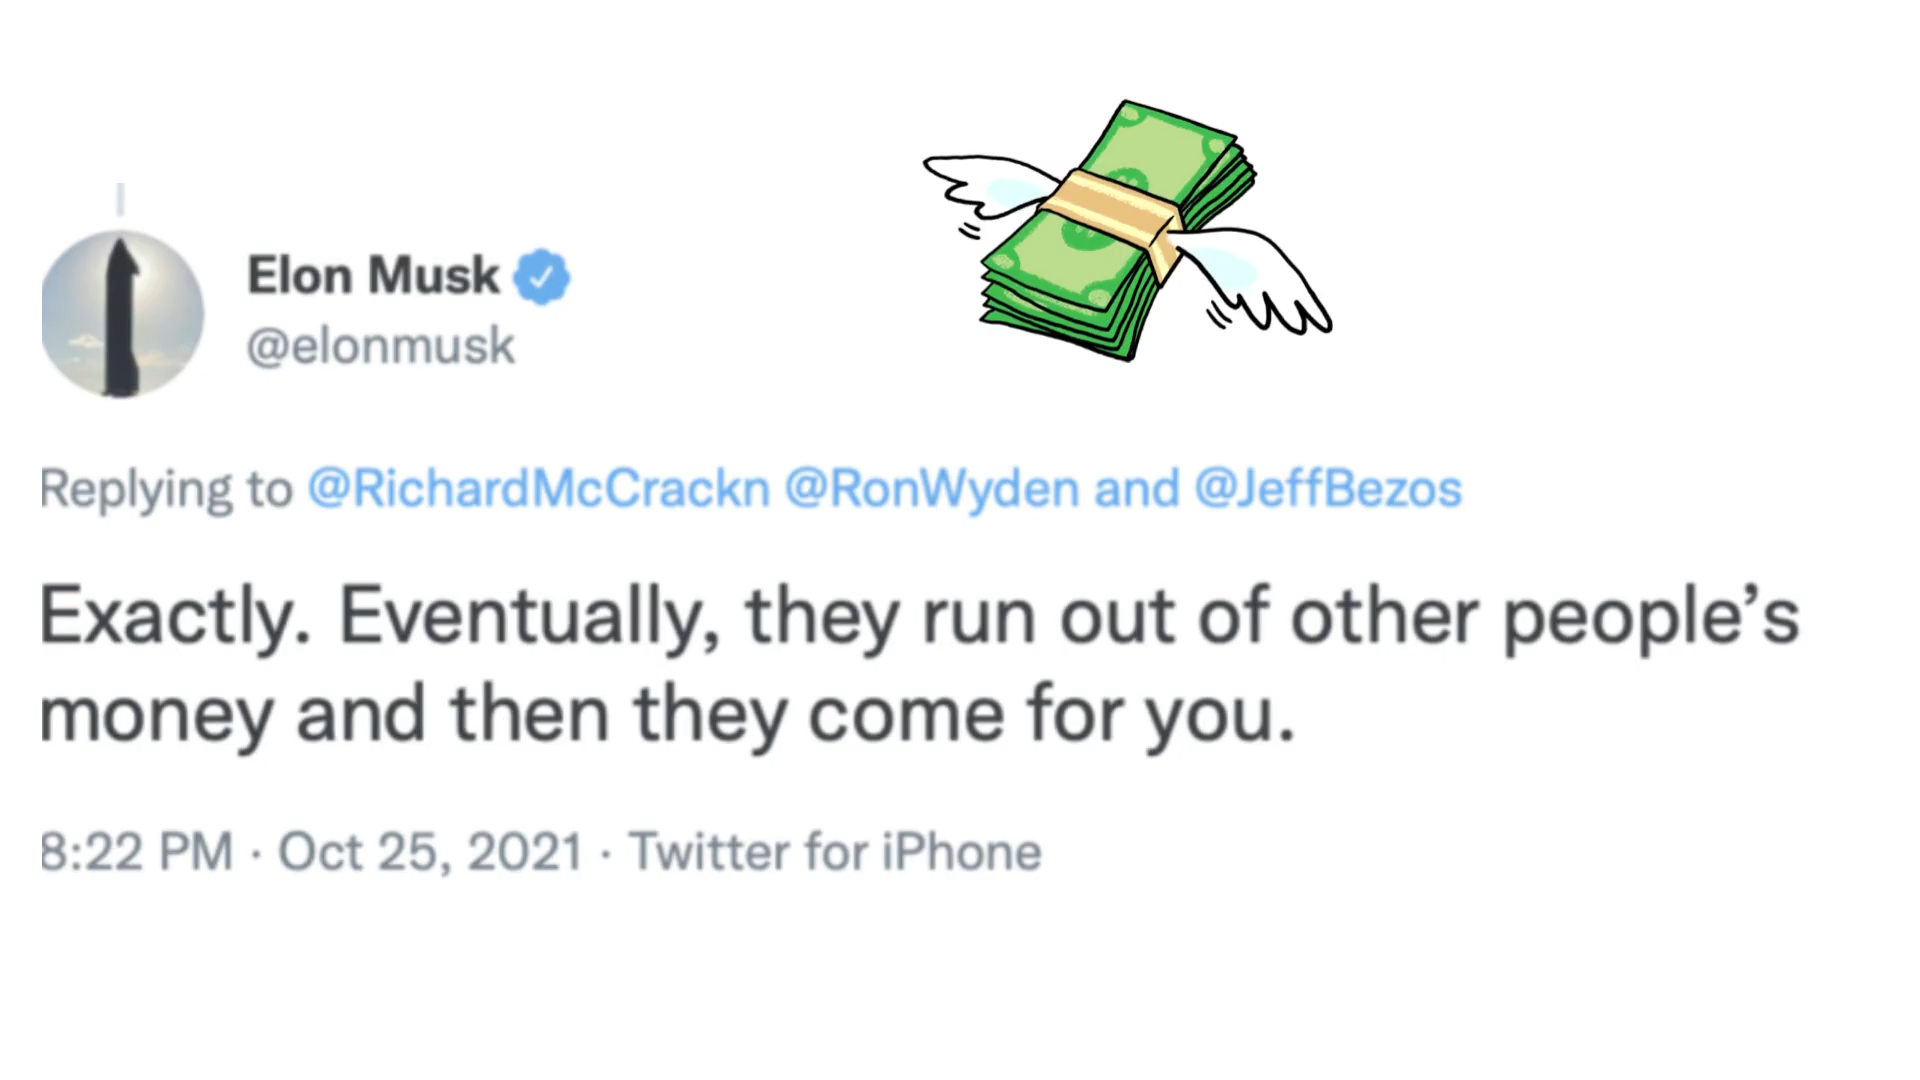 Elon Musk
@elonmusk
Replying to @RichardMcCrackn @RonWyden and @JeffBezos
Exactly. Eventually, they run out of other people’s
money and then they come for you.
8:22 PM · Oct 25, 2021 · Twitter for iPhone